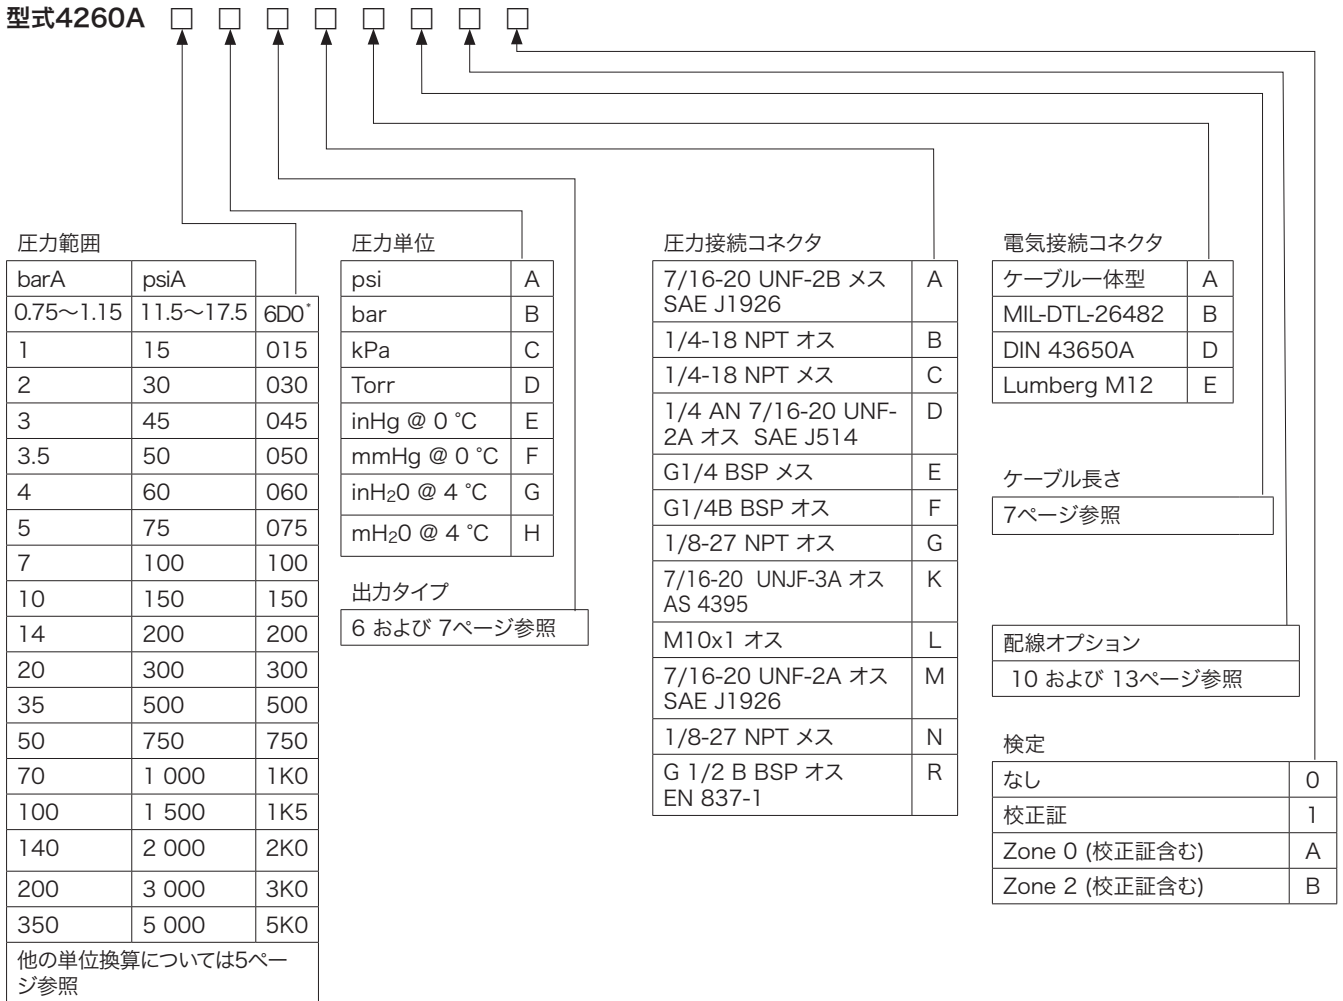 型式4260A □ □ □ □ □ □ □ □
圧力範囲
barA psiA
0.75～1.15 11.5～17.5 6D0*
1 15 015
2 30 030
3 45 045
3.5 50 050
4 60 060
5 75 075
7 100 100
10 150 150
14 200 200
20 300 300
35 500 500
50 750 750
70 1 000 1K0
100 1 500 1K5
140 2 000 2K0
200 3 000 3K0
350 5 000 5K0
他の単位換算については5ペー
ジ参照
圧力単位
psi A
bar B
kPa C
Torr D
inHg @ 0 °C E
mmHg @ 0 °C F
inH₂0 @ 4 °C G
mH₂0 @ 4 °C H
出力タイプ
6 および 7ページ参照
圧力接続コネクタ
7/16-20 UNF-2B メス A
SAE J1926
1/4-18 NPT オス B
1/4-18 NPT メス C
1/4 AN 7/16-20 UNF- D
2A オス SAE J514
G1/4 BSP メス E
G1/4B BSP オス F
1/8-27 NPT オス G
7/16-20 UNJF-3A オス K
AS 4395
M10x1 オス L
7/16-20 UNF-2A オス M
SAE J1926
1/8-27 NPT メス N
G 1/2 B BSP オス R
EN 837-1
電気接続コネクタ
ケーブル一体型 A
MIL-DTL-26482 B
DIN 43650A D
Lumberg M12 E
ケーブル長さ
7ページ参照
配線オプション
10 および 13ページ参照
検定
なし 0
校正証 1
Zone 0 (校正証含む) A
Zone 2 (校正証含む) B